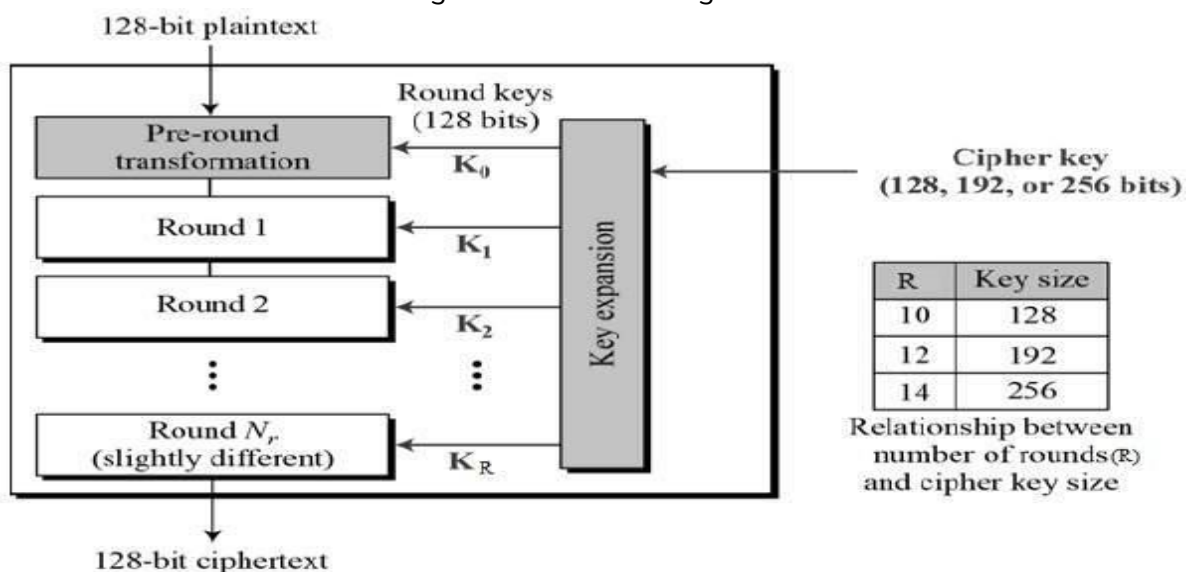 128-bit plaintext
Round keys
(128 bits)
Pre-round
transformation
K0
Cipher key
(128, 192, or 256 bits)
Round 1
K1
Round 2
K2
Key expansion
Round Nr
(slightly different)
KR
128-bit ciphertext
R Key size
10 128
12 192
14 256
Relationship between
number of rounds(R)
and cipher key size